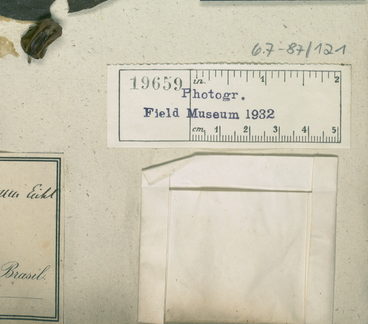 6.7-87/121
19659 in. 1 2
Photogr.
Field Museum 1932
cm 1 2 3 4 5
Brasil.